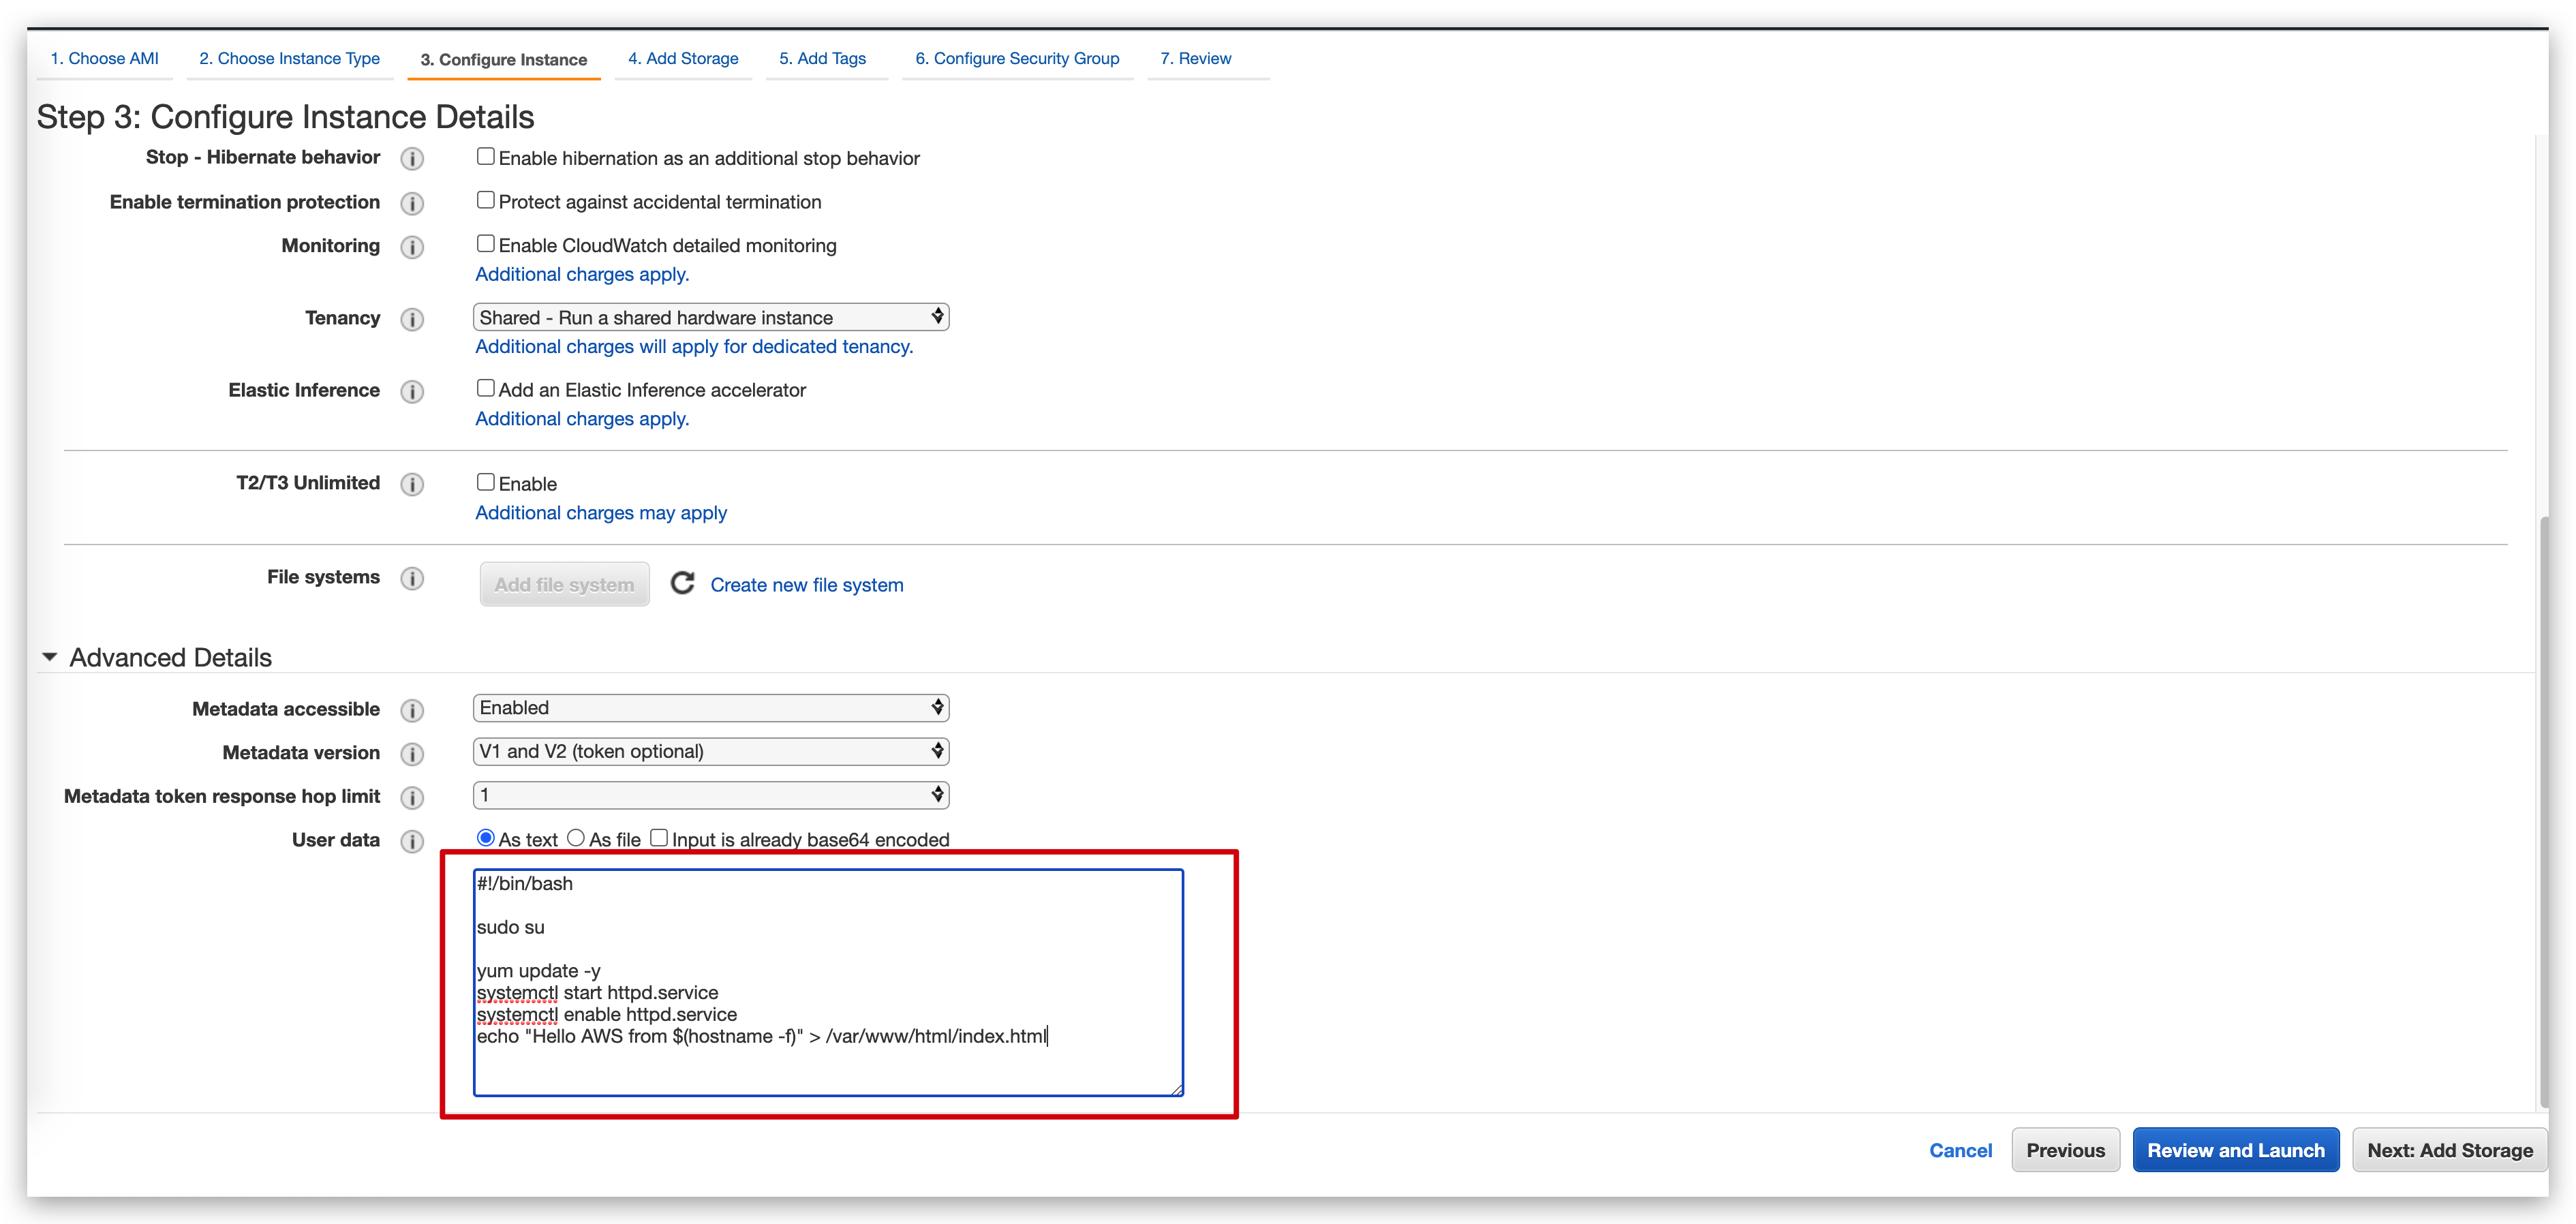 1. Choose AMI 2. Choose Instance Type 3. Configure Instance 4. Add Storage 5. Add Tags 6. Configure Security Group 7. Review
Step 3: Configure Instance Details
Stop - Hibernate behavior i Enable hibernation as an additional stop behavior
Enable termination protection i Protect against accidental termination
Monitoring i Enable CloudWatch detailed monitoring
Additional charges apply.
Tenancy i Shared - Run a shared hardware instance
Additional charges will apply for dedicated tenancy.
Elastic Inference i Add an Elastic Inference accelerator
Additional charges apply.
T2/T3 Unlimited i Enable
Additional charges may apply
File systems i Add file system Create new file system
Advanced Details
Metadata accessible i Enabled
Metadata version i V1 and V2 (token optional)
Metadata token response hop limit i 1
User data i As text As file Input is already base64 encoded
#!/bin/bash
sudo su
yum update -y
systemctl start httpd.service
systemctl enable httpd.service
echo "Hello AWS from $(hostname -f)" > /var/www/html/index.html
Cancel Previous Review and Launch Next: Add Storage